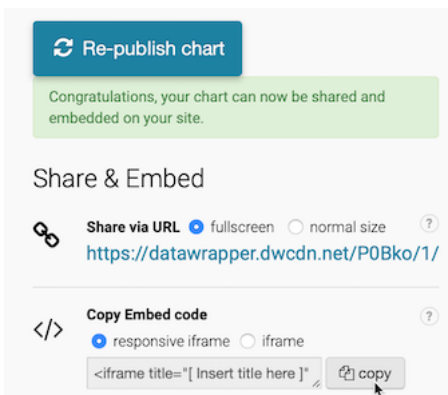 Re-publish chart
Congratulations, your chart can now be shared and
embedded on your site.
Share & Embed
Share via URL fullscreen normal size ?
https://datawrapper.dwcdn.net/P0Bko/1/
</> Copy Embed code ?
responsive iframe iframe
<iframe title="[ Insert title here ]" copy